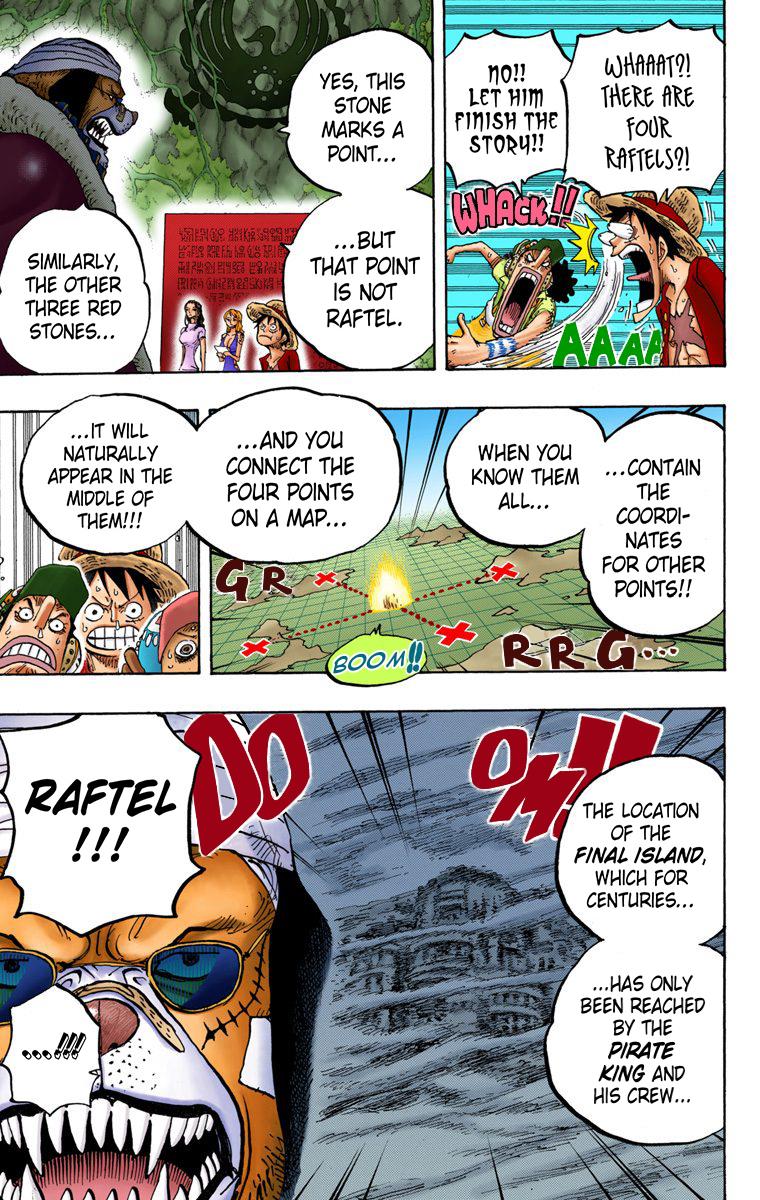 WHAAAT?!
THERE ARE
FOUR
RAFTELS?!
NO!!
LET HIM
FINISH THE
STORY!!
WHACK!!
AAAA
YES, THIS
STONE
MARKS A
POINT...
...BUT
THAT POINT
IS NOT
RAFTEL.
SIMILARLY,
THE OTHER
THREE RED
STONES...
...CONTAIN
THE
COORDI-
NATES
FOR OTHER
POINTS!!
WHEN YOU
KNOW THEM
ALL...
...AND YOU
CONNECT THE
FOUR POINTS
ON A MAP...
GR
BOOM!!
RRG...
...IT WILL
NATURALLY
APPEAR IN THE
MIDDLE OF
THEM!!!
THE LOCATION
OF THE
FINAL ISLAND,
WHICH FOR
CENTURIES...
...HAS ONLY
BEEN REACHED
BY THE
PIRATE
KING AND
HIS CREW...
DOOM!!
RAFTEL
!!!
...!!!